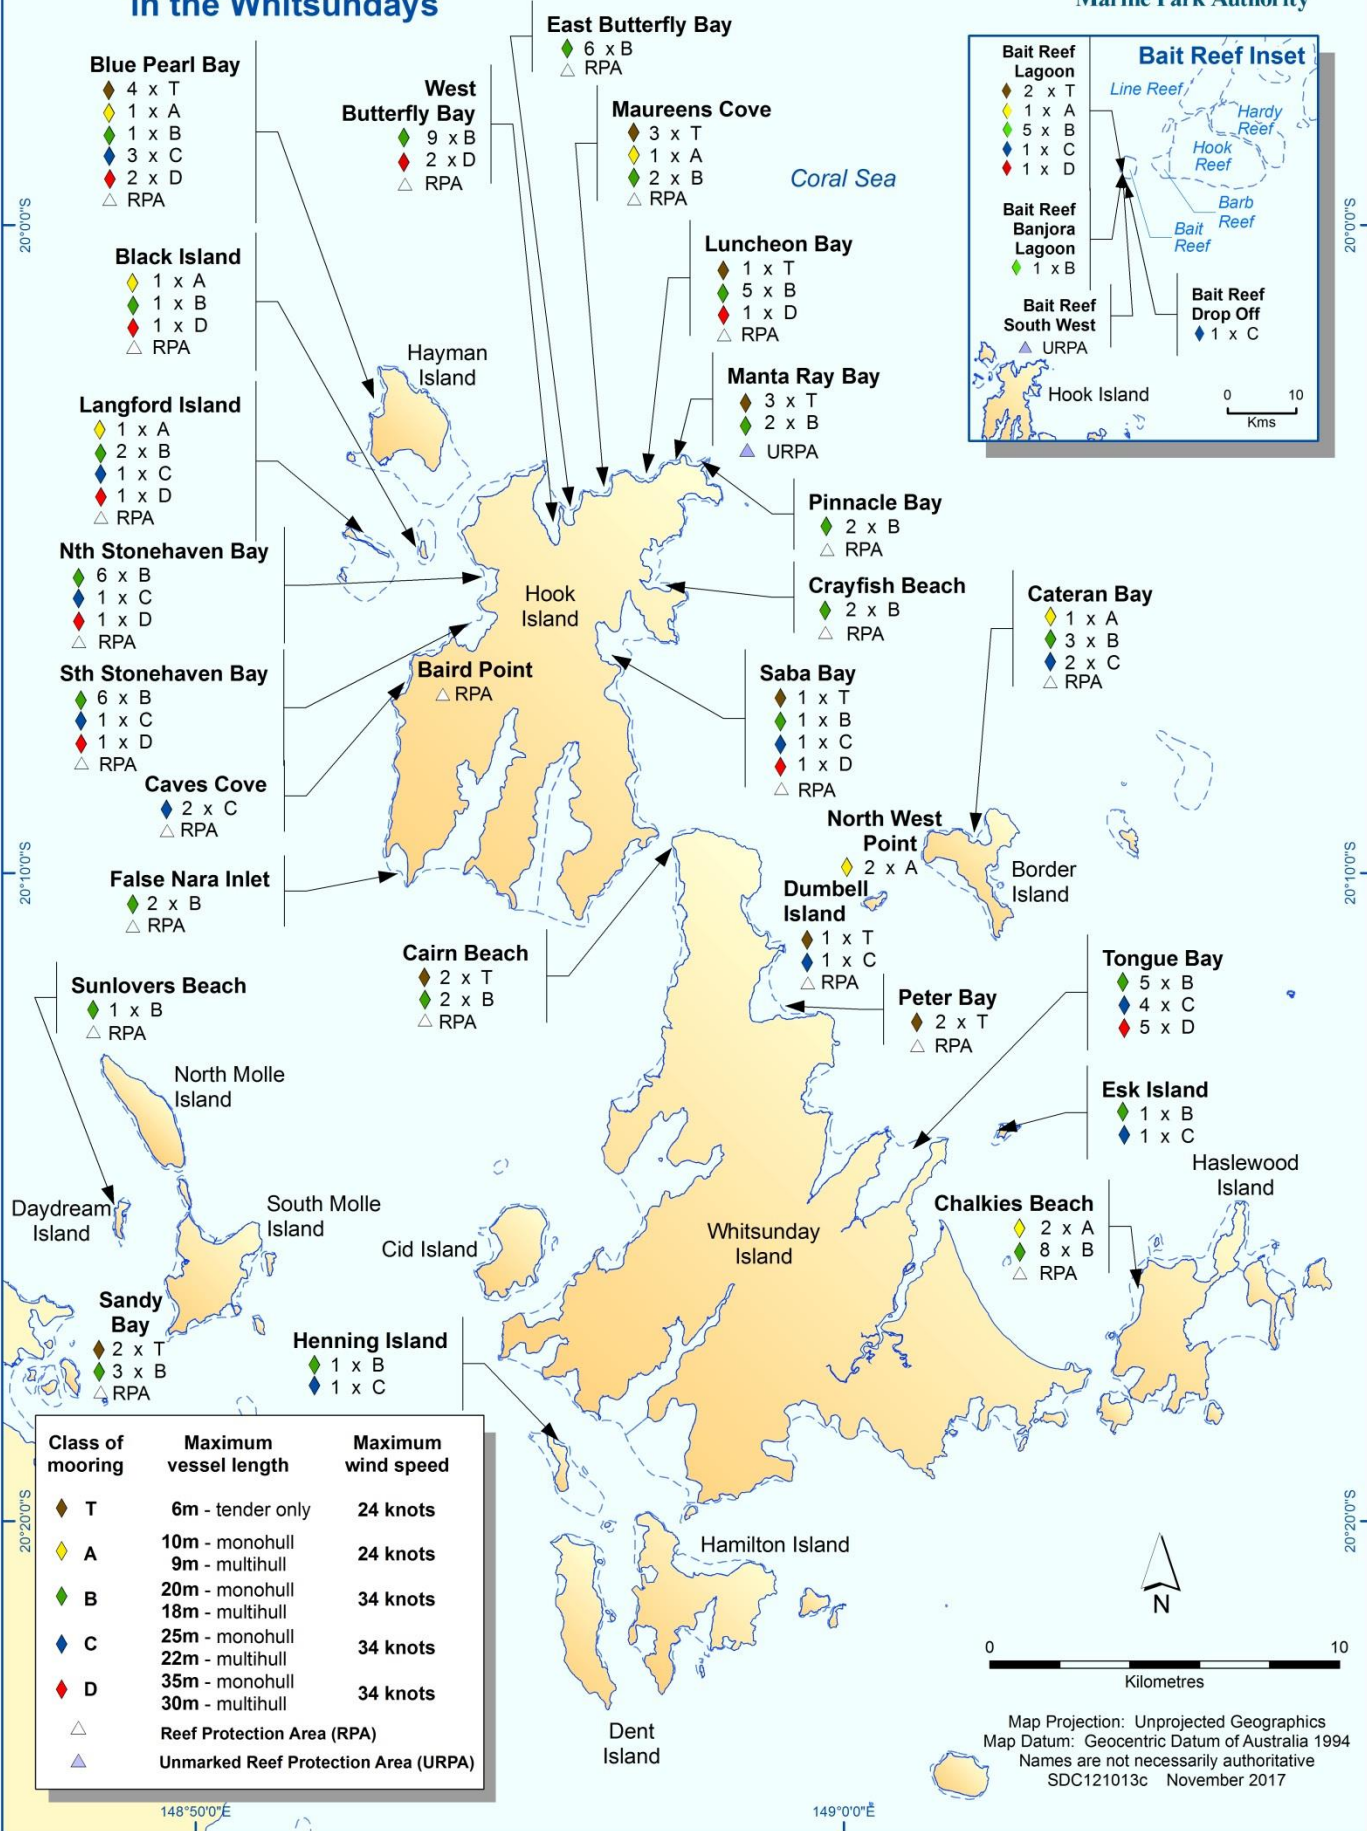 in the Whitsundays
Marine Park Authority
East Butterfly Bay
6 x B
RPA
Blue Pearl Bay
4 x T
1 x A
1 x B
3 x C
2 x D
RPA
West
Butterfly Bay
9 x B
2 x D
RPA
Maureens Cove
3 x T
1 x A
2 x B
RPA
Coral Sea
Bait Reef Inset
Bait Reef
Lagoon
2 x T
1 x A
5 x B
1 x C
1 x D
Line Reef
Hardy
Reef
Hook
Reef
Barb
Reef
Bait
Reef
Bait Reef
Banjora
Lagoon
1 x B
Bait Reef
South West
URPA
Bait Reef
Drop Off
1 x C
Hook Island
0 10
Kms
20°0'0"S
20°0'0"S
Black Island
1 x A
1 x B
1 x D
RPA
Luncheon Bay
1 x T
5 x B
1 x D
RPA
Hayman
Island
Manta Ray Bay
3 x T
2 x B
URPA
Langford Island
1 x A
2 x B
1 x C
1 x D
RPA
Pinnacle Bay
2 x B
RPA
Nth Stonehaven Bay
6 x B
1 x C
1 x D
RPA
Hook
Island
Crayfish Beach
2 x B
RPA
Cateran Bay
1 x A
3 x B
2 x C
RPA
Sth Stonehaven Bay
6 x B
1 x C
1 x D
RPA
Baird Point
RPA
Saba Bay
1 x T
1 x B
1 x C
1 x D
RPA
Caves Cove
2 x C
RPA
North West
Point
2 x A
Border
Island
20°10'0"S
20°10'0"S
False Nara Inlet
2 x B
RPA
Dumbell
Island
1 x T
1 x C
RPA
Cairn Beach
2 x T
2 x B
RPA
Tongue Bay
5 x B
4 x C
5 x D
Sunlovers Beach
1 x B
RPA
Peter Bay
2 x T
RPA
North Molle
Island
Esk Island
1 x B
1 x C
Haslewood
Island
Daydream
Island
South Molle
Island
Cid Island
Whitsunday
Island
Chalkies Beach
2 x A
8 x B
RPA
Sandy
Bay
2 x T
3 x B
RPA
Henning Island
1 x B
1 x C
Class of
mooring
Maximum
vessel length
Maximum
wind speed
T 6m - tender only 24 knots
A 10m - monohull
9m - multihull 24 knots
B 20m - monohull
18m - multihull 34 knots
C 25m - monohull
22m - multihull 34 knots
D 35m - monohull
30m - multihull 34 knots
Reef Protection Area (RPA)
Unmarked Reef Protection Area (URPA)
20°20'0"S
20°20'0"S
Hamilton Island
Dent
Island
N
0 10
Kilometres
Map Projection: Unprojected Geographics
Map Datum: Geocentric Datum of Australia 1994
Names are not necessarily authoritative
SDC121013c November 2017
148°50'0"E
149°0'0"E